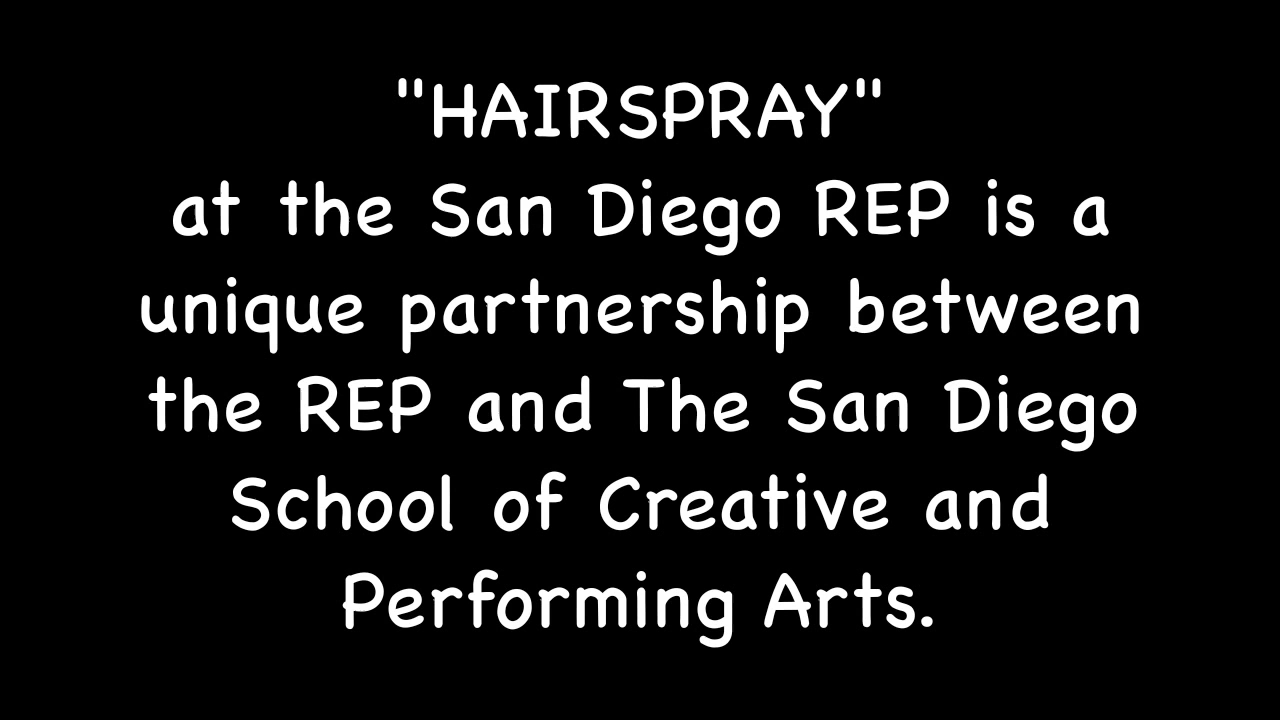 "HAIRSPRAY"
at the San Diego REP is a
unique partnership between
the REP and The San Diego
School of Creative and
Performing Arts.